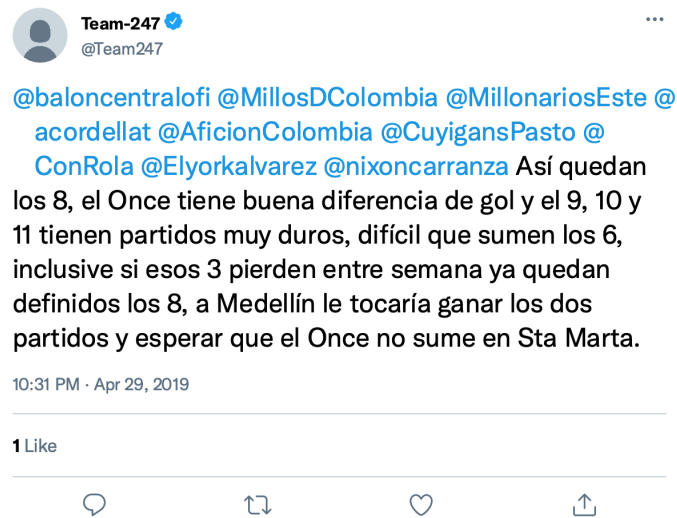 Team-247
@Team247
@baloncentralofi @MillosDColombia @MillonariosEste @
acordellat @AficionColombia @CuyigansPasto @
ConRola @Elyorkalvarez @nixoncarranza Así quedan
los 8, el Once tiene buena diferencia de gol y el 9, 10 y
11 tienen partidos muy duros, difícil que sumen los 6,
inclusive si esos 3 pierden entre semana ya quedan
definidos los 8, a Medellín le tocaría ganar los dos
partidos y esperar que el Once no sume en Sta Marta.
10:31 PM · Apr 29, 2019
1 Like